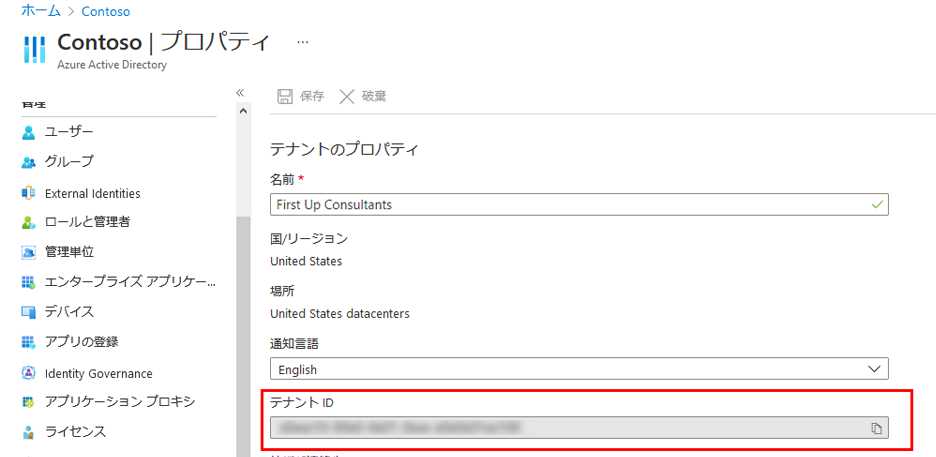 ホーム > Contoso
Contoso | プロパティ ...
Azure Active Directory
管理
ユーザー
グループ
External Identities
ロールと管理者
管理単位
エンタープライズ アプリケー...
デバイス
アプリの登録
Identity Governance
アプリケーション プロキシ
ライセンス
保存 破棄
テナントのプロパティ
名前 *
First Up Consultants
国/リージョン
United States
場所
United States datacenters
通知言語
English
テナント ID